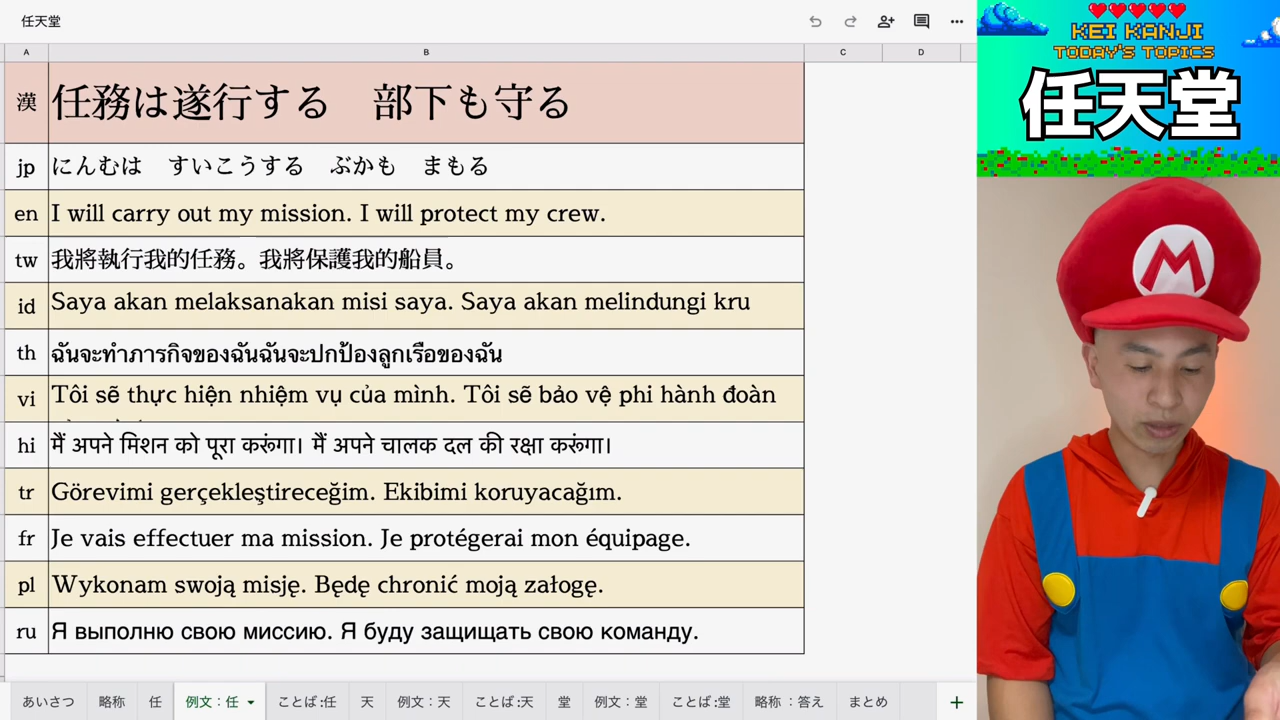 任天堂
A B C D
漢 任務は遂行する　部下も守る
jp にんむは　すいこうする　ぶかも　まもる
en I will carry out my mission. I will protect my crew.
tw 我將執行我的任務。我將保護我的船員。
id Saya akan melaksanakan misi saya. Saya akan melindungi kru
th ฉันจะทำภารกิจของฉันฉันจะปกป้องลูกเรือของฉัน
vi Tôi sẽ thực hiện nhiệm vụ của mình. Tôi sẽ bảo vệ phi hành đoàn
hi मैं अपने मिशन को पूरा करूंगा। मैं अपने चालक दल की रक्षा करूंगा।
tr Görevimi gerçekleştireceğim. Ekibimi koruyacağım.
fr Je vais effectuer ma mission. Je protégerai mon équipage.
pl Wykonam swoją misję. Będę chronić moją załogę.
ru Я выполню свою миссию. Я буду защищать свою команду.
あいさつ 略称 任 例文：任 ことば:任 天 例文：天 ことば:天 堂 例文：堂 ことば:堂 略称 ：答え まとめ
KEI KANJI
TODAY'S TOPICS
任天堂
M